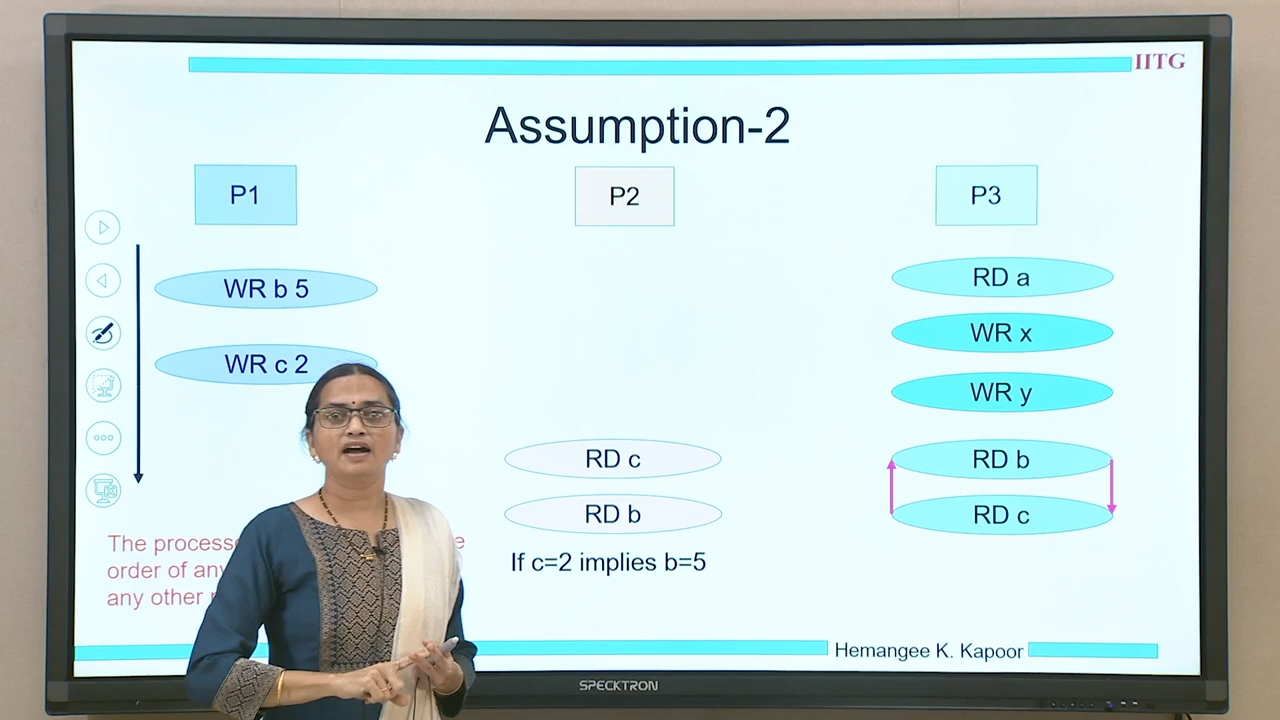 IITG
Assumption-2
P1
P2
P3
WR b 5
WR c 2
RD c
RD b
If c=2 implies b=5
RD a
WR x
WR y
RD b
RD c
The
order of any
any other
Hemangee K. Kapoor
SPECKTRON